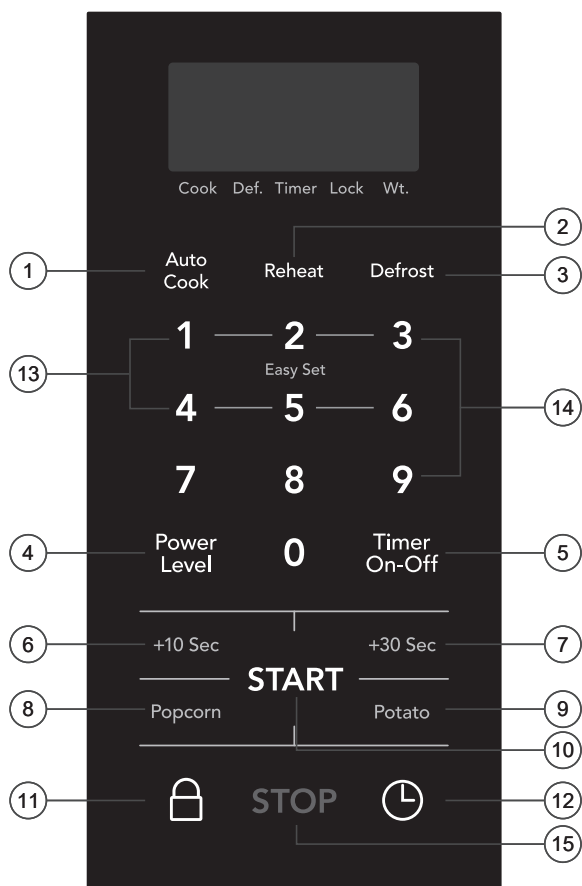 Cook Def. Timer Lock Wt.
2
1
Auto
Cook
Reheat
Defrost
3
1 2 3
Easy Set
13
4 5 6
14
7 8 9
4
Power
Level
0
Timer
On-Off
5
6
+10 Sec
+30 Sec
7
START
8
Popcorn
Potato
9
10
11
STOP
12
15